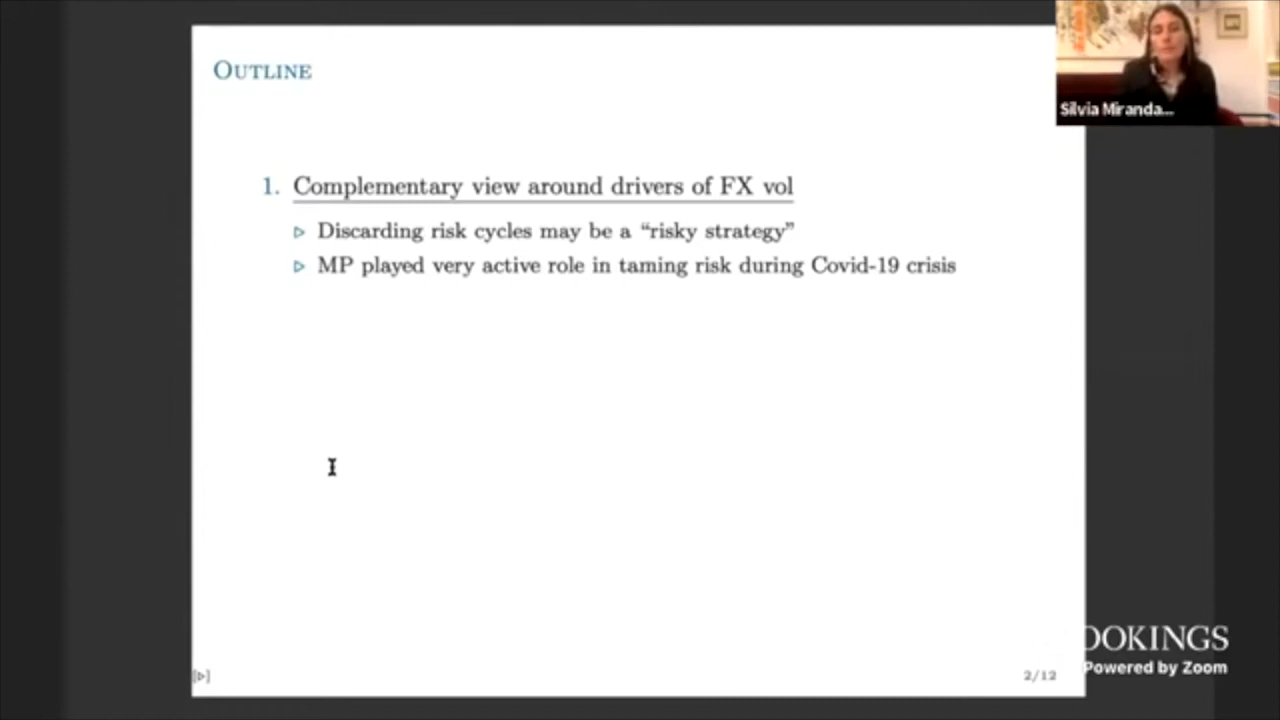 OUTLINE
Silvia Miranda...
1. Complementary view around drivers of FX vol
▷ Discarding risk cycles may be a “risky strategy”
▷ MP played very active role in taming risk during Covid-19 crisis
[▷]
2/12
OOKINGS
Powered by Zoom